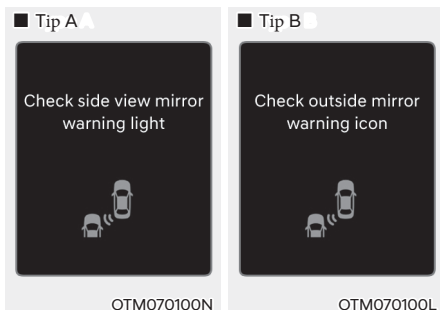 ■ Tip A
Check side view mirror
warning light
OTM070100N
■ Tip B
Check outside mirror
warning icon
OTM070100L